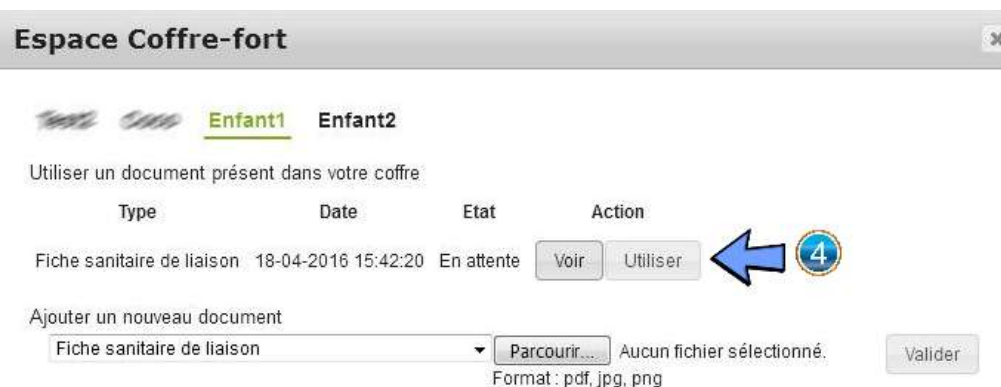 Espace Coffre-fort
Enfant1 Enfant2
Utiliser un document présent dans votre coffre
Type Date Etat Action
Fiche sanitaire de liaison 18-04-2016 15:42:20 En attente Voir Utiliser 4
Ajouter un nouveau document
Fiche sanitaire de liaison Parcourir... Aucun fichier sélectionné. Valider
Format : pdf, jpg, png